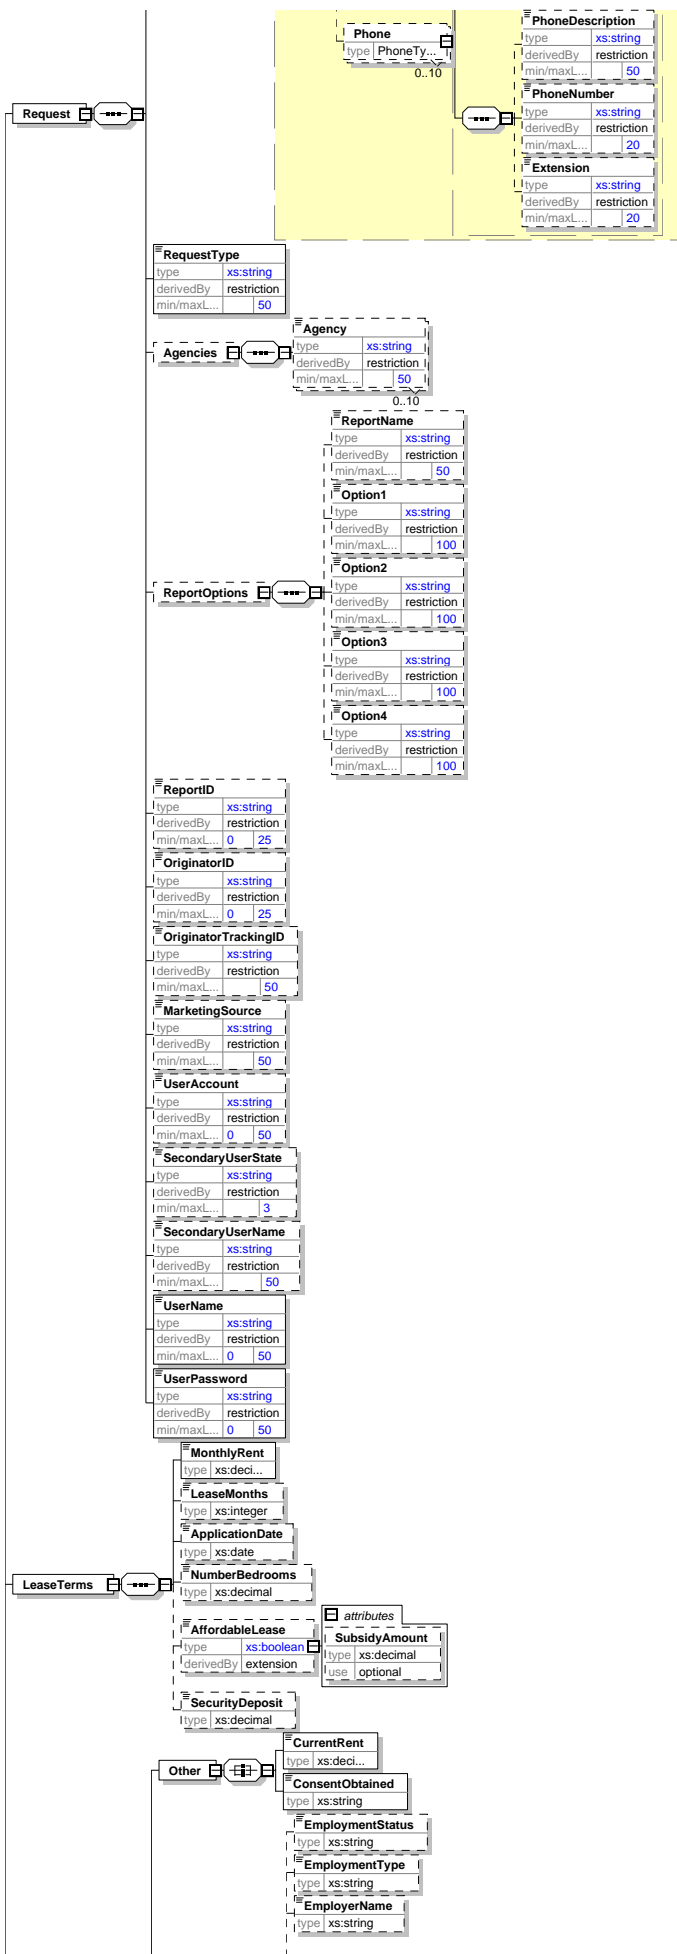 PhoneDescription
type xs:string
derivedBy restriction
min/maxL... 50
Phone
type PhoneTy...
0..10
PhoneNumber
type xs:string
derivedBy restriction
min/maxL... 20
Request
Extension
type xs:string
derivedBy restriction
min/maxL... 20
RequestType
type xs:string
derivedBy restriction
min/maxL... 50
Agencies
Agency
type xs:string
derivedBy restriction
min/maxL... 50
0..10
ReportOptions
ReportName
type xs:string
derivedBy restriction
min/maxL... 50
Option1
type xs:string
derivedBy restriction
min/maxL... 100
Option2
type xs:string
derivedBy restriction
min/maxL... 100
Option3
type xs:string
derivedBy restriction
min/maxL... 100
Option4
type xs:string
derivedBy restriction
min/maxL... 100
ReportID
type xs:string
derivedBy restriction
min/maxL... 0 25
OriginatorID
type xs:string
derivedBy restriction
min/maxL... 0 25
OriginatorTrackingID
type xs:string
derivedBy restriction
min/maxL... 50
MarketingSource
type xs:string
derivedBy restriction
min/maxL... 50
UserAccount
type xs:string
derivedBy restriction
min/maxL... 0 50
SecondaryUserState
type xs:string
derivedBy restriction
min/maxL... 3
SecondaryUserName
type xs:string
derivedBy restriction
min/maxL... 50
UserName
type xs:string
derivedBy restriction
min/maxL... 0 50
UserPassword
type xs:string
derivedBy restriction
min/maxL... 0 50
LeaseTerms
MonthlyRent
type xs:deci...
LeaseMonths
type xs:integer
ApplicationDate
type xs:date
NumberBedrooms
type xs:decimal
AffordableLease
type xs:boolean
derivedBy extension
attributes
SubsidyAmount
type xs:decimal
use optional
SecurityDeposit
type xs:decimal
Other
CurrentRent
type xs:deci...
ConsentObtained
type xs:string
EmploymentStatus
type xs:string
EmploymentType
type xs:string
EmployerName
type xs:string